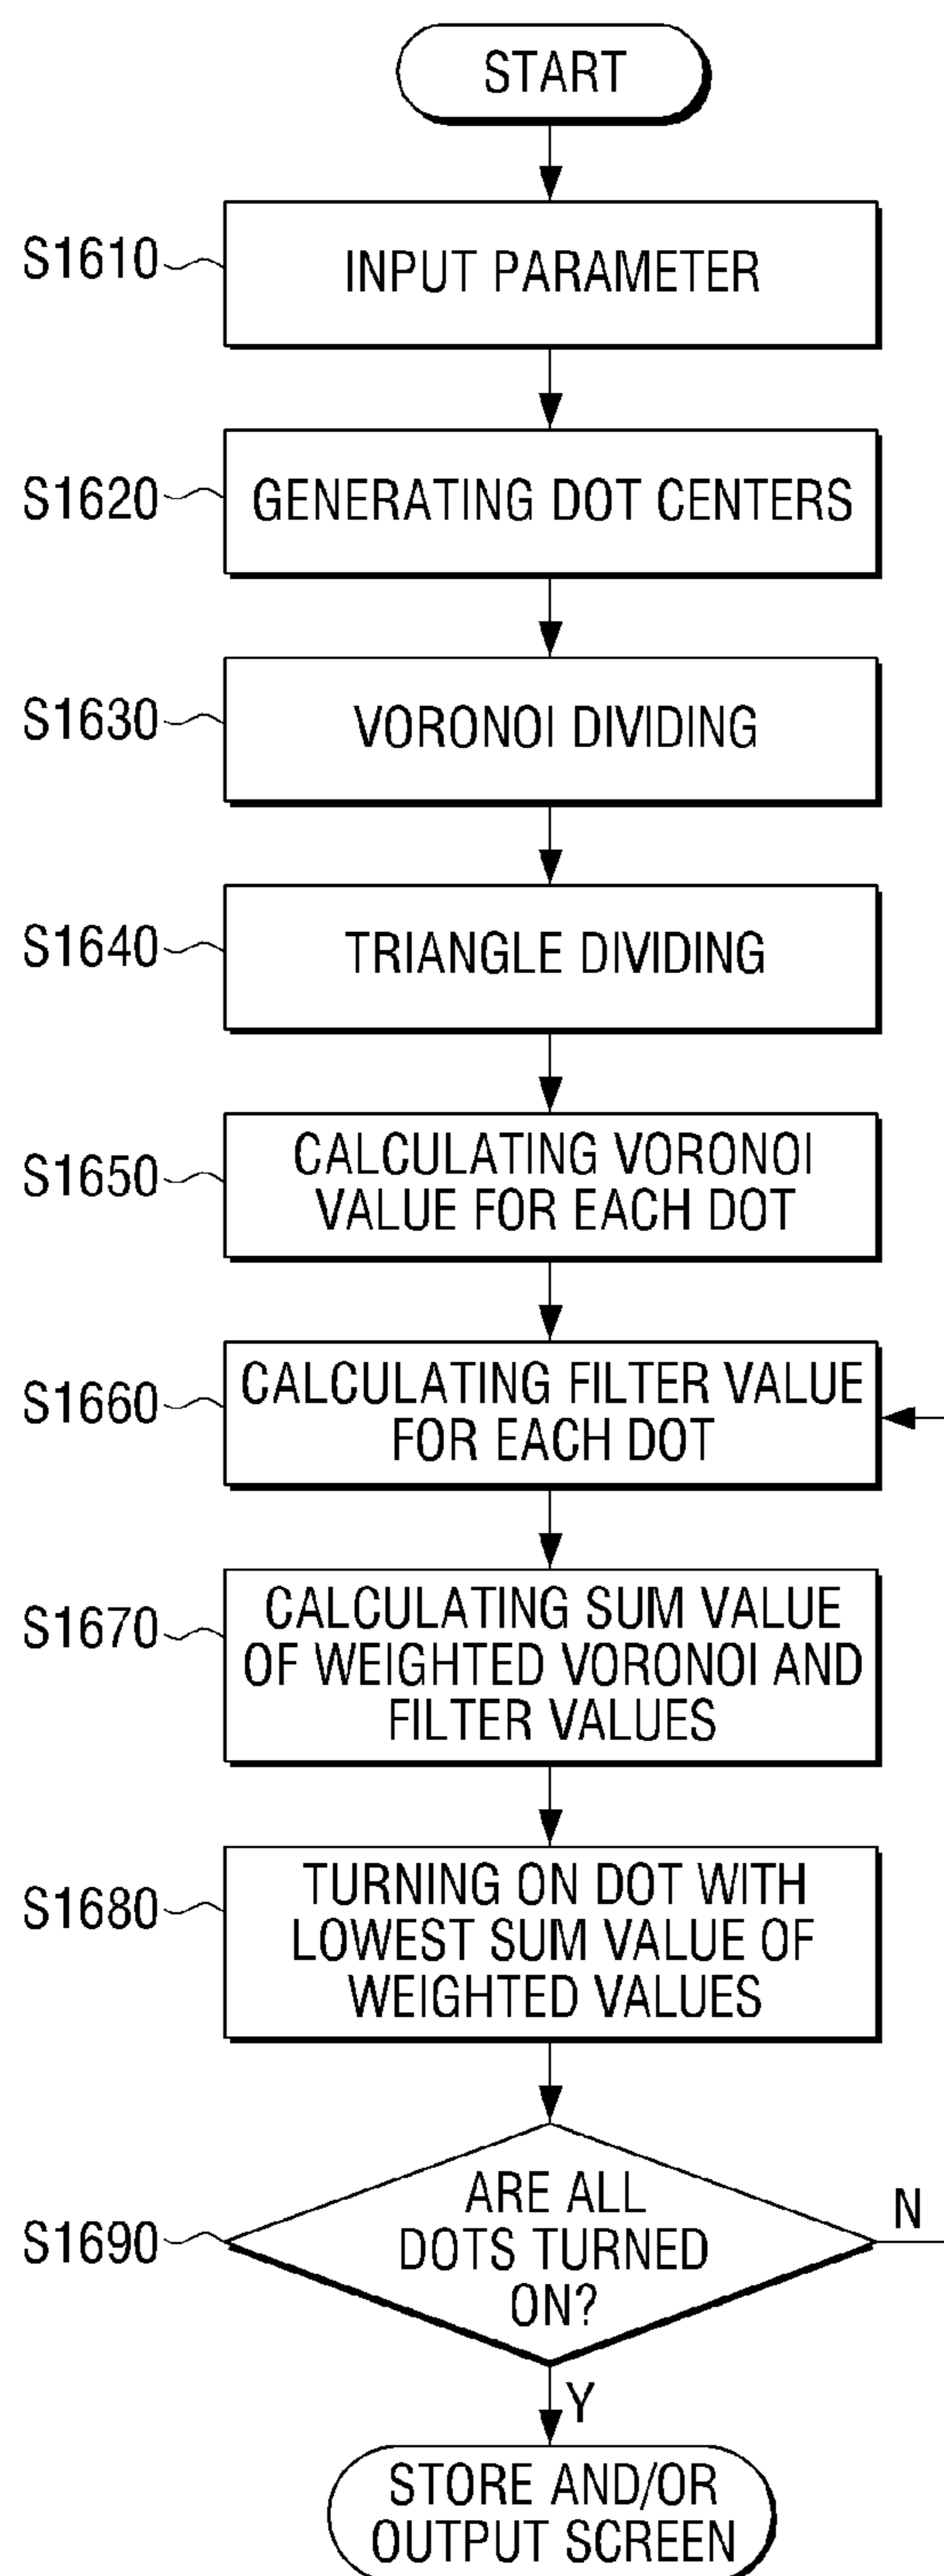 START
S1610
INPUT PARAMETER
S1620
GENERATING DOT CENTERS
S1630
VORONOI DIVIDING
S1640
TRIANGLE DIVIDING
S1650
CALCULATING VORONOI
VALUE FOR EACH DOT
S1660
CALCULATING FILTER VALUE
FOR EACH DOT
S1670
CALCULATING SUM VALUE
OF WEIGHTED VORONOI AND
FILTER VALUES
S1680
TURNING ON DOT WITH
LOWEST SUM VALUE OF
WEIGHTED VALUES
S1690
ARE ALL
DOTS TURNED
ON?
N
Y
STORE AND/OR
OUTPUT SCREEN